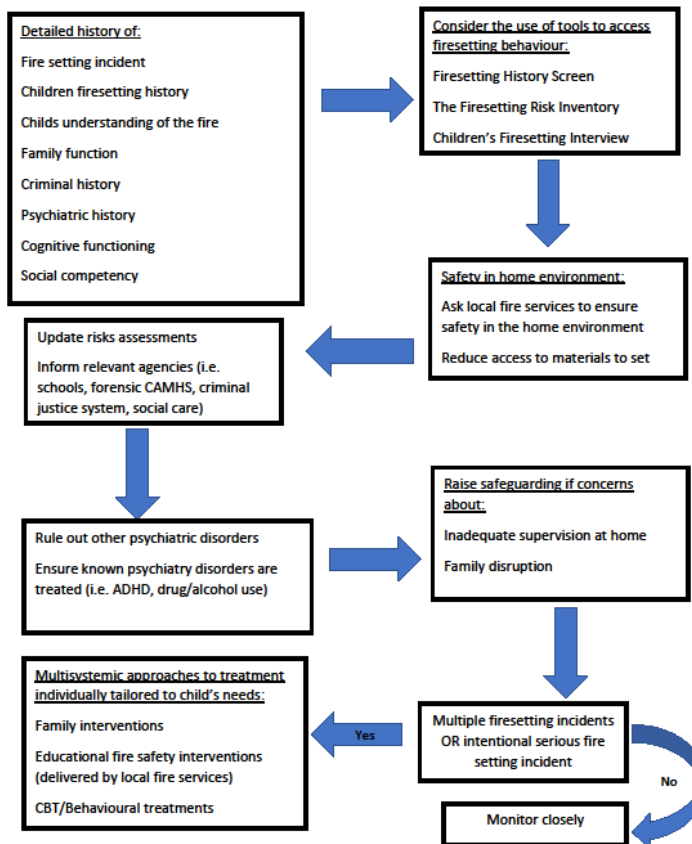 Detailed history of:
Fire setting incident
Children firesetting history
Childs understanding of the fire
Family function
Criminal history
Psychiatric history
Cognitive functioning
Social competency
Consider the use of tools to access
firesetting behaviour:
Firesetting History Screen
The Firesetting Risk Inventory
Children's Firesetting Interview
Safety in home environment:
Ask local fire services to ensure
safety in the home environment
Reduce access to materials to set
Update risks assessments
Inform relevant agencies (i.e.
schools, forensic CAMHS, criminal
justice system, social care)
Rule out other psychiatric disorders
Ensure known psychiatry disorders are
treated (i.e. ADHD, drug/alcohol use)
Raise safeguarding if concerns
about:
Inadequate supervision at home
Family disruption
Multiple firesetting incidents
OR intentional serious fire
setting incident
Yes
No
Multisystemic approaches to treatment
individually tailored to child's needs:
Family interventions
Educational fire safety interventions
(delivered by local fire services)
CBT/Behavioural treatments
Monitor closely